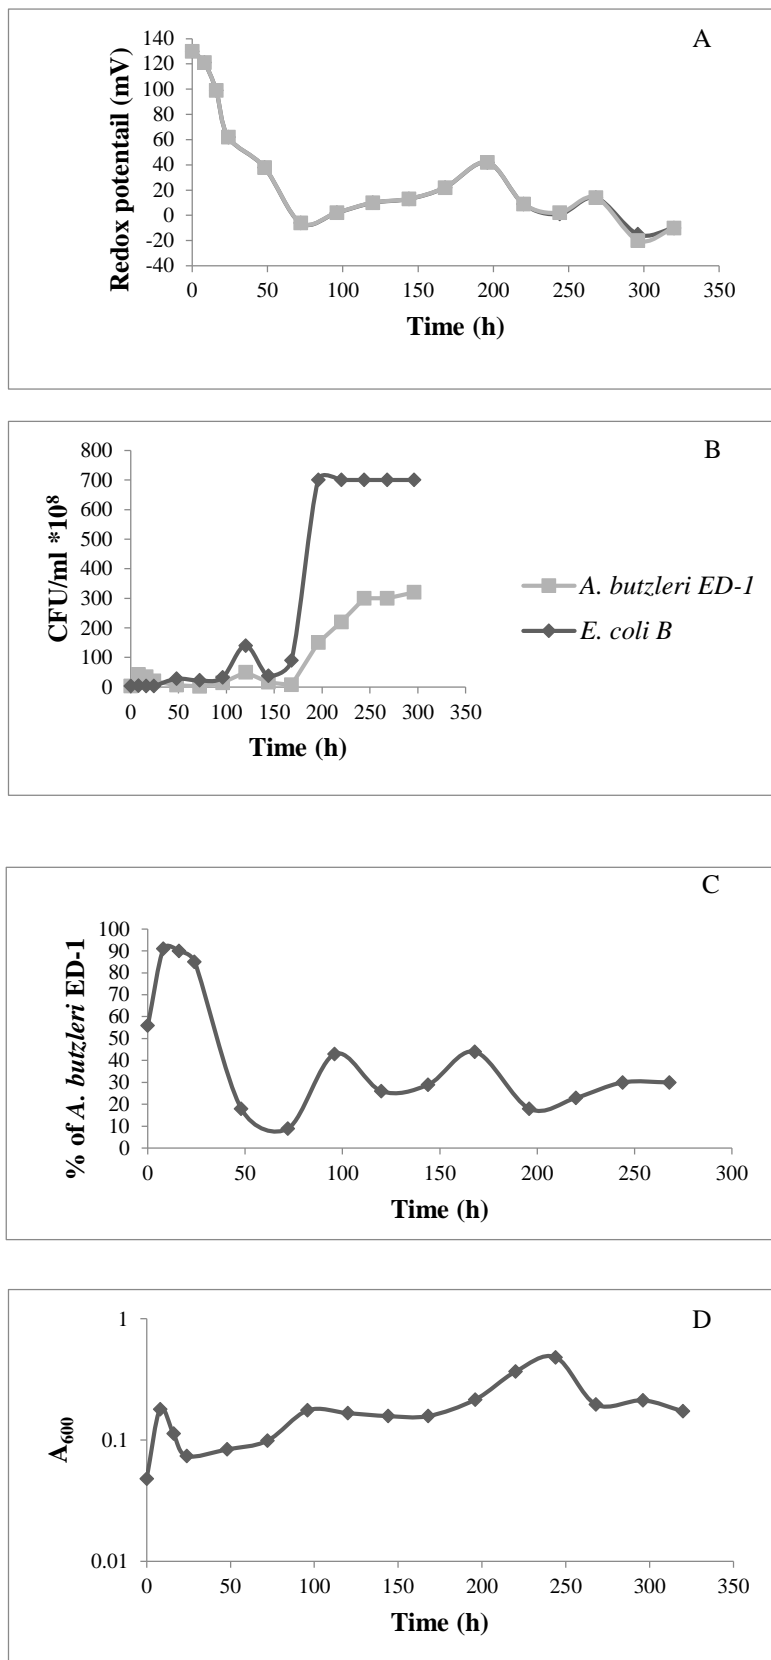 A
Redox potentail (mV)
140
120
100
80
60
40
20
0
-20
-40
0 50 100 150 200 250 300 350
Time (h)
B
CFU/ml *10⁸
800
700
600
500
400
300
200
100
0
0 50 100 150 200 250 300 350
Time (h)
A. butzleri ED-1
E. coli B
C
% of A. butzleri ED-1
100
90
80
70
60
50
40
30
20
10
0
0 50 100 150 200 250 300
Time (h)
D
A₆₀₀
1
0.1
0.01
0 50 100 150 200 250 300 350
Time (h)